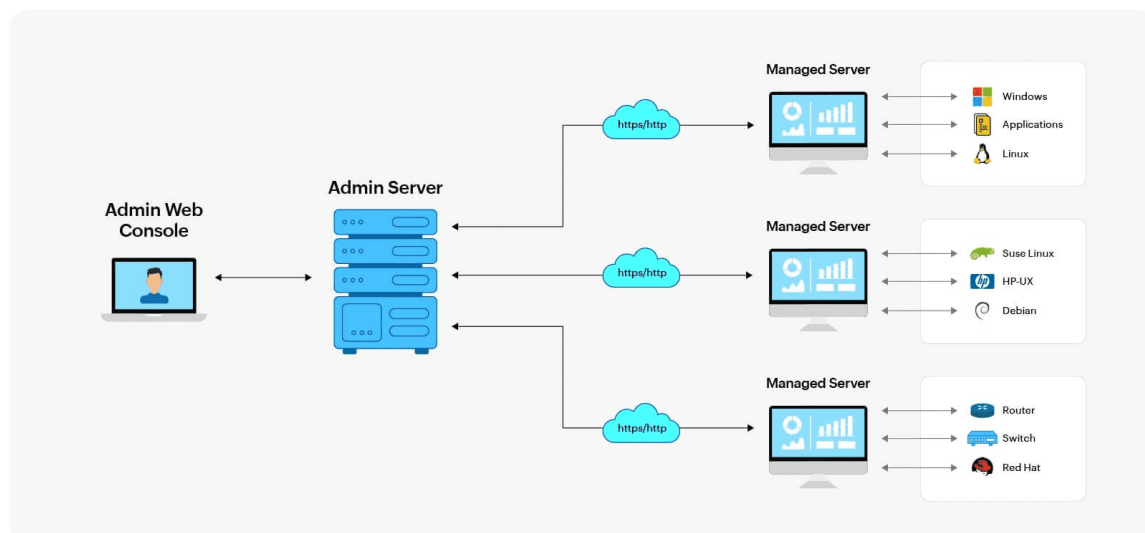 Admin Web
Console
Admin Server
https/http
https/http
https/http
Managed Server
Windows
Applications
Linux
Managed Server
Suse Linux
hp
HP-UX
Debian
Managed Server
Router
Switch
Red Hat